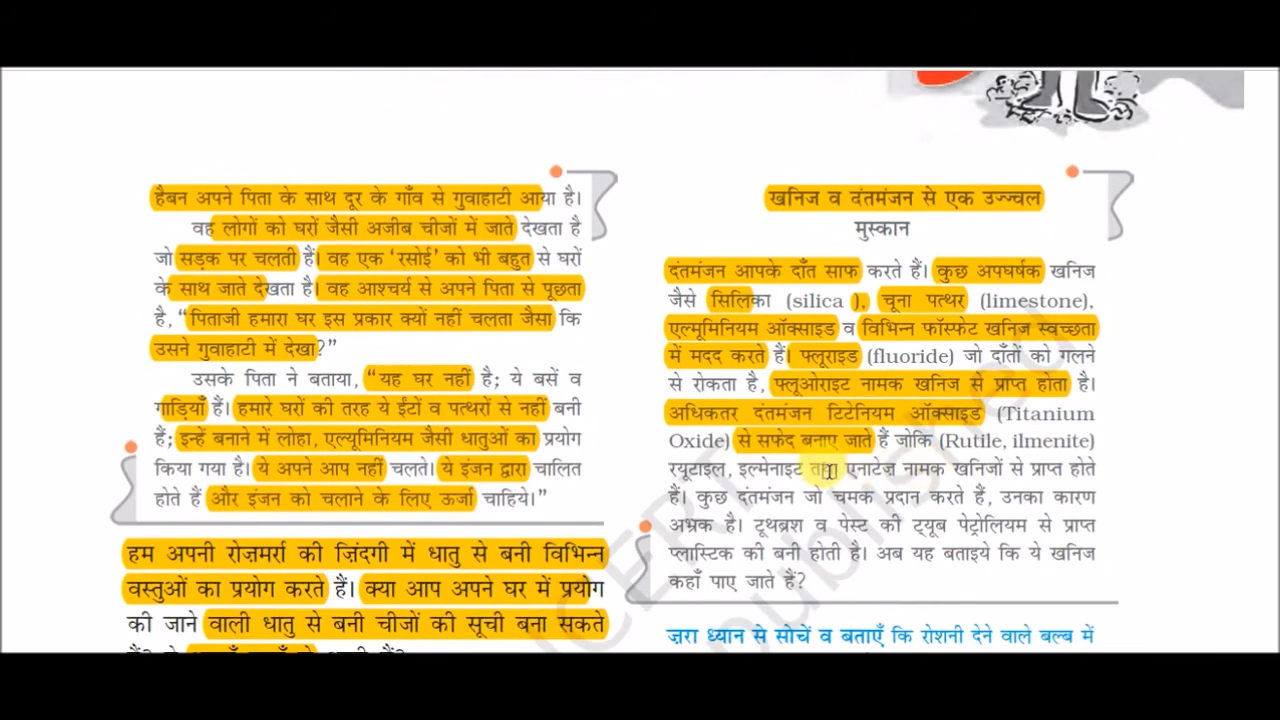 हैबन अपने पिता के साथ दूर के गाँव से गुवाहाटी आया है।
वह लोगों को घरों जैसी अजीब चीजों में जाते देखता है
जो सड़क पर चलती हैं। वह एक ‘रसोई’ को भी बहुत से घरों
के साथ जाते देखता है। वह आश्चर्य से अपने पिता से पूछता
है, “पिताजी हमारा घर इस प्रकार क्यों नहीं चलता जैसा कि
उसने गुवाहाटी में देखा?”
उसके पिता ने बताया, “यह घर नहीं है; ये बसें व
गाड़ियाँ हैं। हमारे घरों की तरह ये ईंटों व पत्थरों से नहीं बनी
हैं; इन्हें बनाने में लोहा, एल्यूमिनियम जैसी धातुओं का प्रयोग
किया गया है। ये अपने आप नहीं चलते। ये इंजन द्वारा चालित
होते हैं और इंजन को चलाने के लिए ऊर्जा चाहिये।”
हम अपनी रोज़मर्रा की ज़िंदगी में धातु से बनी विभिन्न
वस्तुओं का प्रयोग करते हैं। क्या आप अपने घर में प्रयोग
की जाने वाली धातु से बनी चीजों की सूची बना सकते
खनिज व दंतमंजन से एक उज्ज्वल
मुस्कान
दंतमंजन आपके दाँत साफ करते हैं। कुछ अपघर्षक खनिज
जैसे सिलिका (silica ), चूना पत्थर (limestone),
एल्मूमिनियम ऑक्साइड व विभिन्न फॉस्फेट खनिज स्वच्छता
में मदद करते हैं। फ्लूराइड (fluoride) जो दाँतों को गलने
से रोकता है, फ्लूओराइट नामक खनिज से प्राप्त होता है।
अधिकतर दंतमंजन टिटेनियम ऑक्साइड (Titanium
Oxide) से सफेद बनाए जाते हैं जोकि (Rutile, ilmenite)
रयूटाइल, इल्मेनाइट तथा एनाटेज़ नामक खनिजों से प्राप्त होते
हैं। कुछ दंतमंजन जो चमक प्रदान करते हैं, उनका कारण
अभ्रक है। टूथब्रश व पेस्ट की ट्यूब पेट्रोलियम से प्राप्त
प्लास्टिक की बनी होती है। अब यह बताइये कि ये खनिज
कहाँ पाए जाते हैं?
ज़रा ध्यान से सोचें व बताएँ कि रोशनी देने वाले बल्ब में